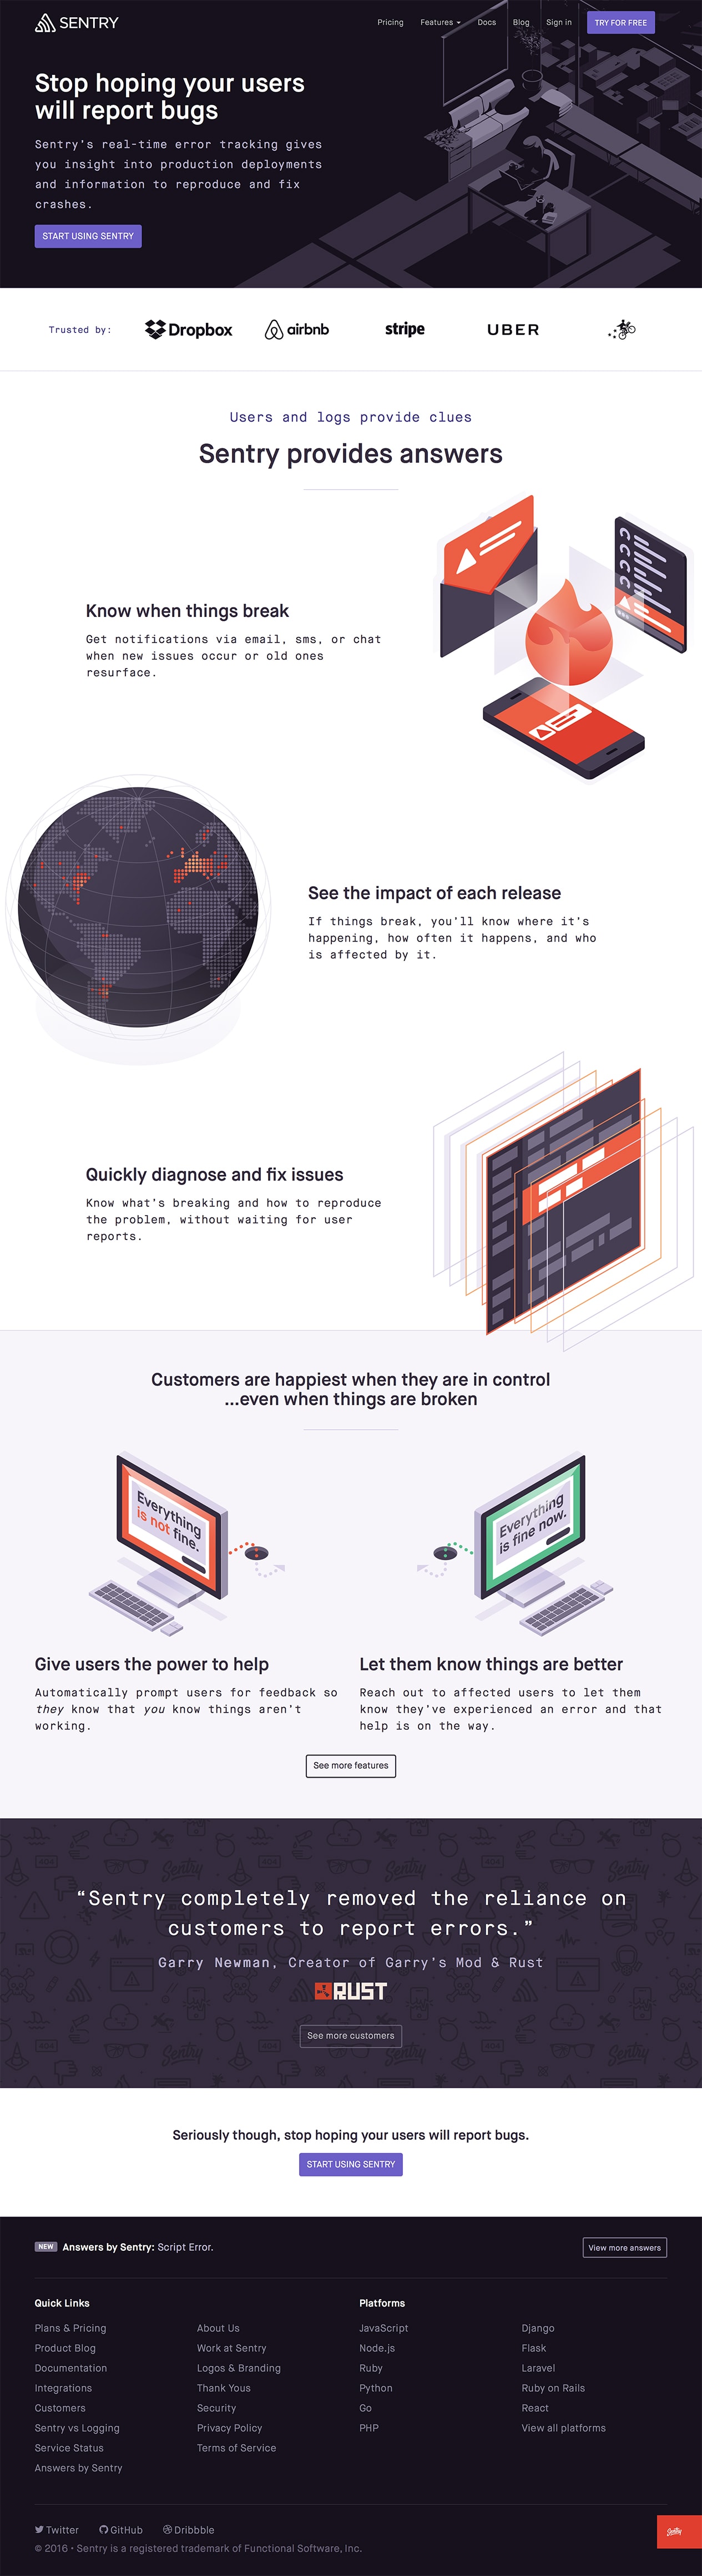 SENTRY
Pricing Features Docs Blog Sign in TRY FOR FREE
Stop hoping your users
will report bugs
Sentry's real-time error tracking gives
you insight into production deployments
and information to reproduce and fix
crashes.
START USING SENTRY
Trusted by: Dropbox airbnb stripe UBER
Users and logs provide clues
Sentry provides answers
Know when things break
Get notifications via email, sms, or chat
when new issues occur or old ones
resurface.
See the impact of each release
If things break, you'll know where it's
happening, how often it happens, and who
is affected by it.
Quickly diagnose and fix issues
Know what's breaking and how to reproduce
the problem, without waiting for user
reports.
Customers are happiest when they are in control
...even when things are broken
Everything
is not fine.
Everything
is fine now.
Give users the power to help
Automatically prompt users for feedback so
they know that you know things aren't
working.
Let them know things are better
Reach out to affected users to let them
know they've experienced an error and that
help is on the way.
See more features
“Sentry completely removed the reliance on
customers to report errors.”
Garry Newman, Creator of Garry's Mod & Rust
RUST
See more customers
Seriously though, stop hoping your users will report bugs.
START USING SENTRY
NEW Answers by Sentry: Script Error.
View more answers
Quick Links
Plans & Pricing
Product Blog
Documentation
Integrations
Customers
Sentry vs Logging
Service Status
Answers by Sentry
About Us
Work at Sentry
Logos & Branding
Thank Yous
Security
Privacy Policy
Terms of Service
Platforms
JavaScript
Node.js
Ruby
Python
Go
PHP
Django
Flask
Laravel
Ruby on Rails
React
View all platforms
Twitter GitHub Dribbble
© 2016 • Sentry is a registered trademark of Functional Software, Inc.
Sentry